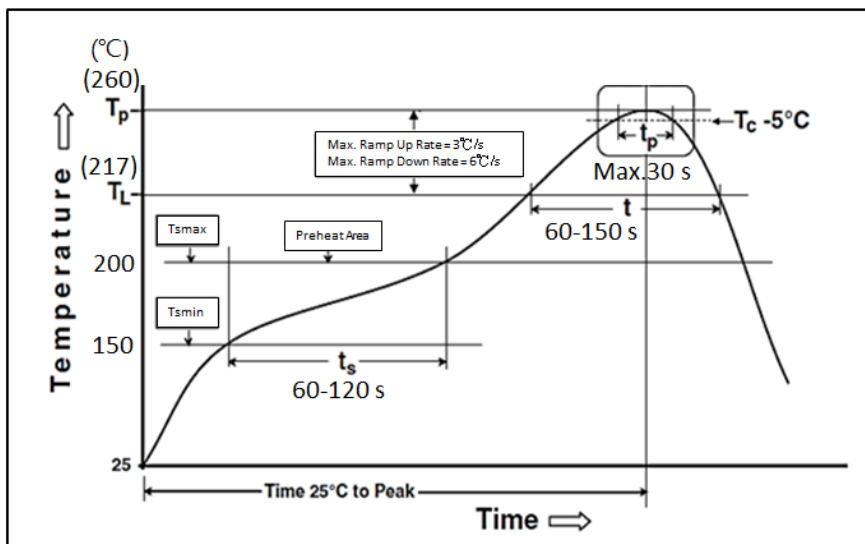 (℃)
(260)
Tp
Tc -5°C
tp
Max. Ramp Up Rate = 3℃/s
Max. Ramp Down Rate = 6℃/s
Max.30 s
(217)
TL
t
60-150 s
Tsmax
Preheat Area
200
Tsmin
150
ts
60-120 s
25
Time 25°C to Peak
Time
Temperature